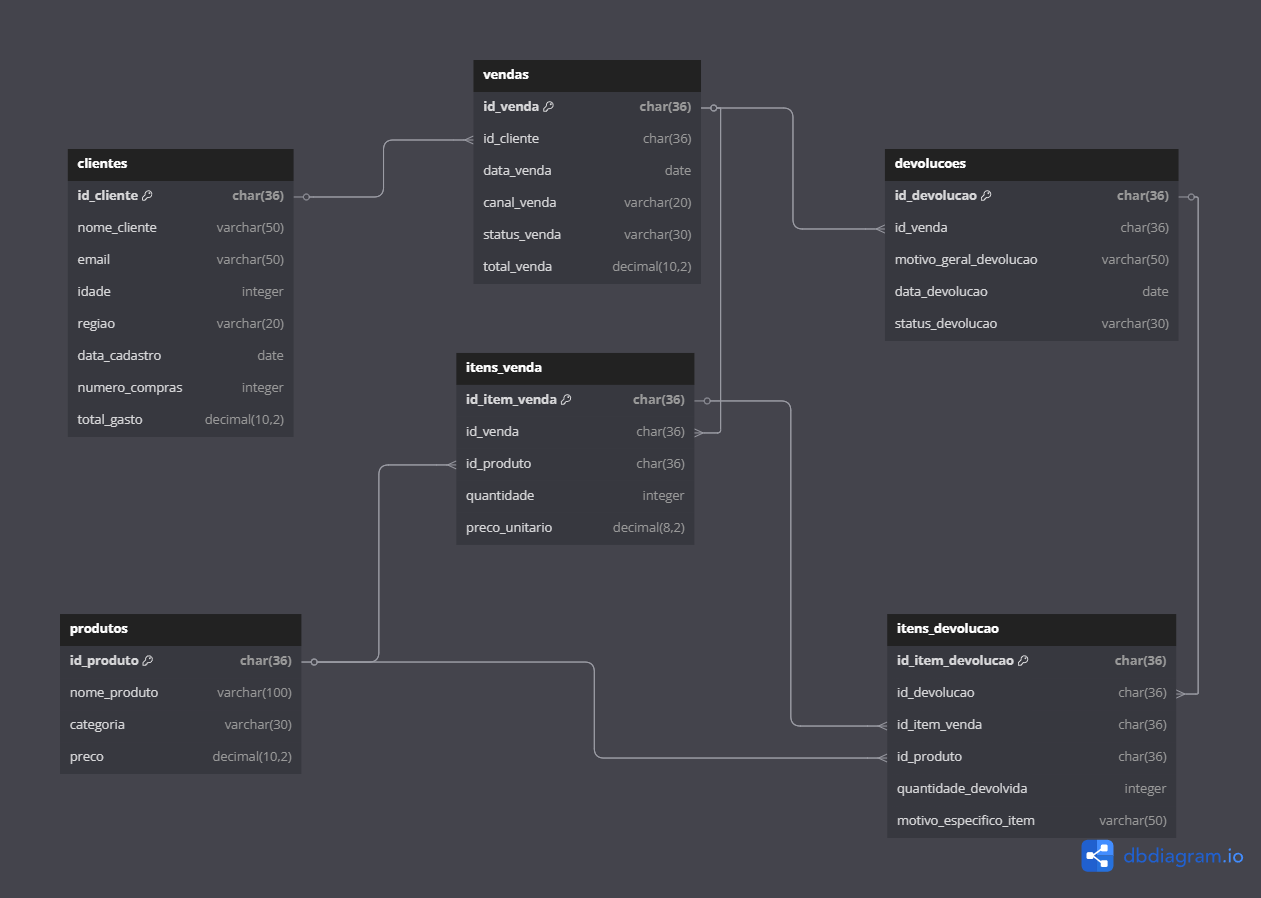 vendas
id_venda char(36)
id_cliente char(36)
data_venda date
canal_venda varchar(20)
status_venda varchar(30)
total_venda decimal(10,2)
clientes
id_cliente char(36)
nome_cliente varchar(50)
email varchar(50)
idade integer
regiao varchar(20)
data_cadastro date
numero_compras integer
total_gasto decimal(10,2)
devolucoes
id_devolucao char(36)
id_venda char(36)
motivo_geral_devolucao varchar(50)
data_devolucao date
status_devolucao varchar(30)
itens_venda
id_item_venda char(36)
id_venda char(36)
id_produto char(36)
quantidade integer
preco_unitario decimal(8,2)
produtos
id_produto char(36)
nome_produto varchar(100)
categoria varchar(30)
preco decimal(10,2)
itens_devolucao
id_item_devolucao char(36)
id_devolucao char(36)
id_item_venda char(36)
id_produto char(36)
quantidade_devolvida integer
motivo_especifico_item varchar(50)
dbdiagram.io